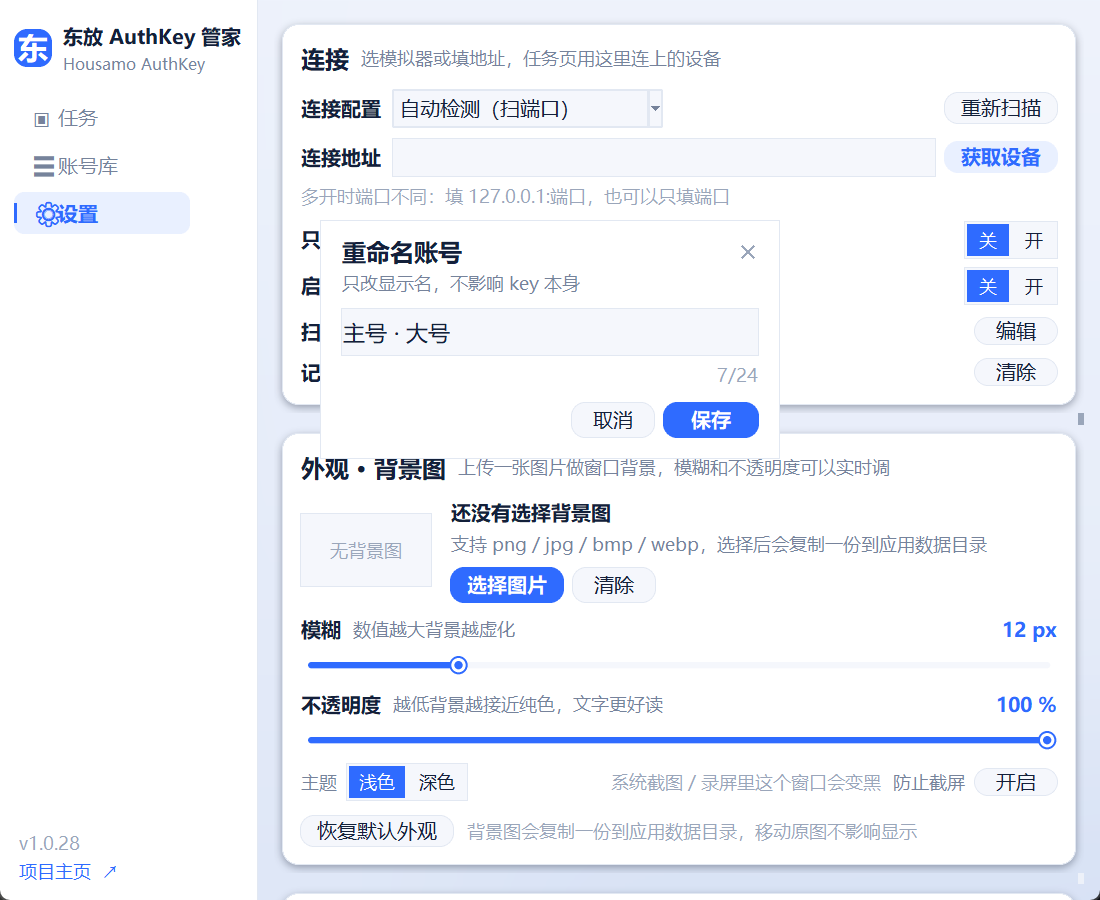 东放 AuthKey 管家
Housamo AuthKey
任务
账号库
设置
v1.0.28
项目主页 ↗
连接 选模拟器或填地址，任务页用这里连上的设备
连接配置 自动检测（扫端口） 重新扫描
连接地址 获取设备
多开时端口不同：填 127.0.0.1:端口，也可以只填端口
只 关 开
启 关 开
扫 编辑
记 清除
重命名账号
只改显示名，不影响 key 本身
主号 · 大号
7/24
取消 保存
外观 • 背景图 上传一张图片做窗口背景，模糊和不透明度可以实时调
无背景图
还没有选择背景图
支持 png / jpg / bmp / webp，选择后会复制一份到应用数据目录
选择图片 清除
模糊 数值越大背景越虚化 12 px
不透明度 越低背景越接近纯色，文字更好读 100 %
主题 浅色 深色 系统截图 / 录屏里这个窗口会变黑 防止截屏 开启
恢复默认外观 背景图会复制一份到应用数据目录，移动原图不影响显示
东